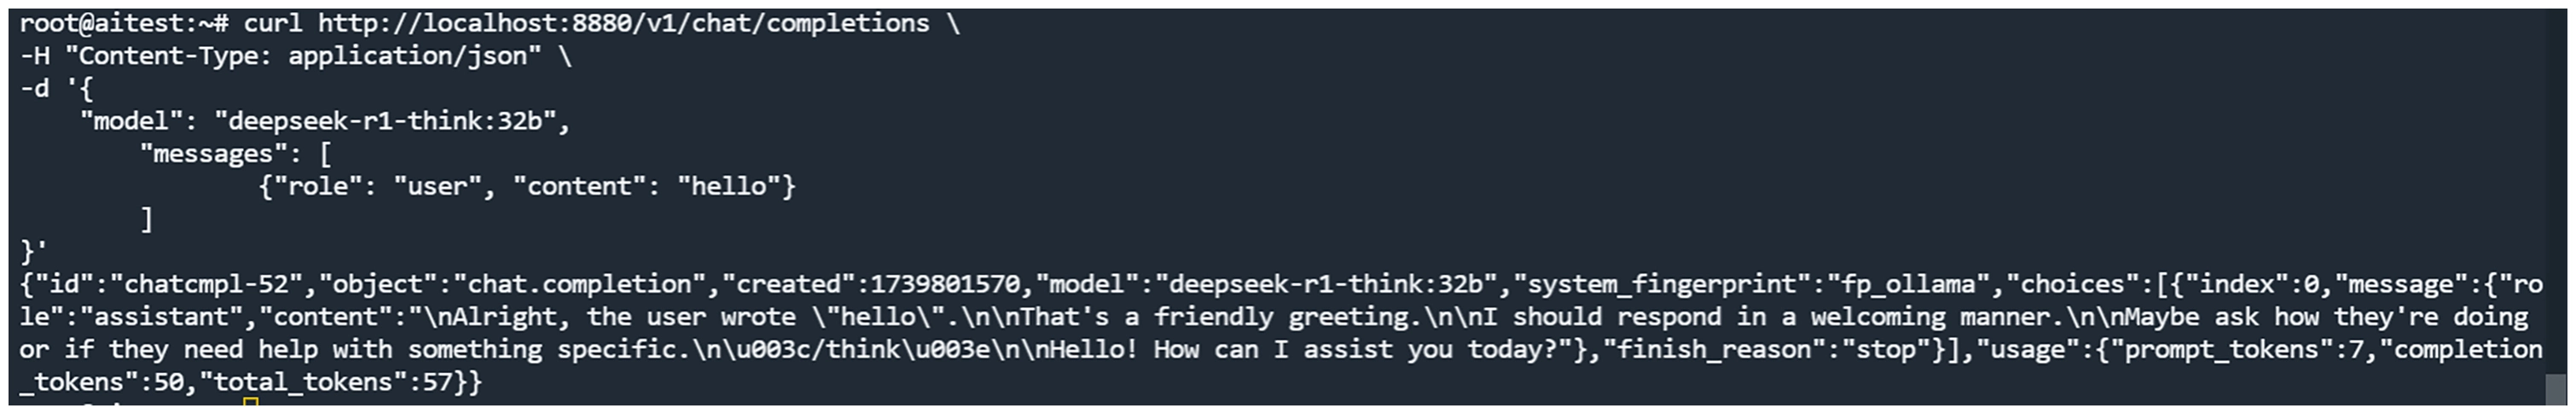 root@aitest:~# curl http://localhost:8880/v1/chat/completions \
-H "Content-Type: application/json" \
-d '{
    "model": "deepseek-r1-think:32b",
        "messages": [
                {"role": "user", "content": "hello"}
        ]
}'
{"id":"chatcmpl-52","object":"chat.completion","created":1739801570,"model":"deepseek-r1-think:32b","system_fingerprint":"fp_ollama","choices":[{"index":0,"message":{"ro
le":"assistant","content":"\nAlright, the user wrote \"hello\".\n\nThat's a friendly greeting.\n\nI should respond in a welcoming manner.\n\nMaybe ask how they're doing
or if they need help with something specific.\n\u003c/think\u003e\n\nHello! How can I assist you today?"},"finish_reason":"stop"}],"usage":{"prompt_tokens":7,"completion
_tokens":50,"total_tokens":57}}